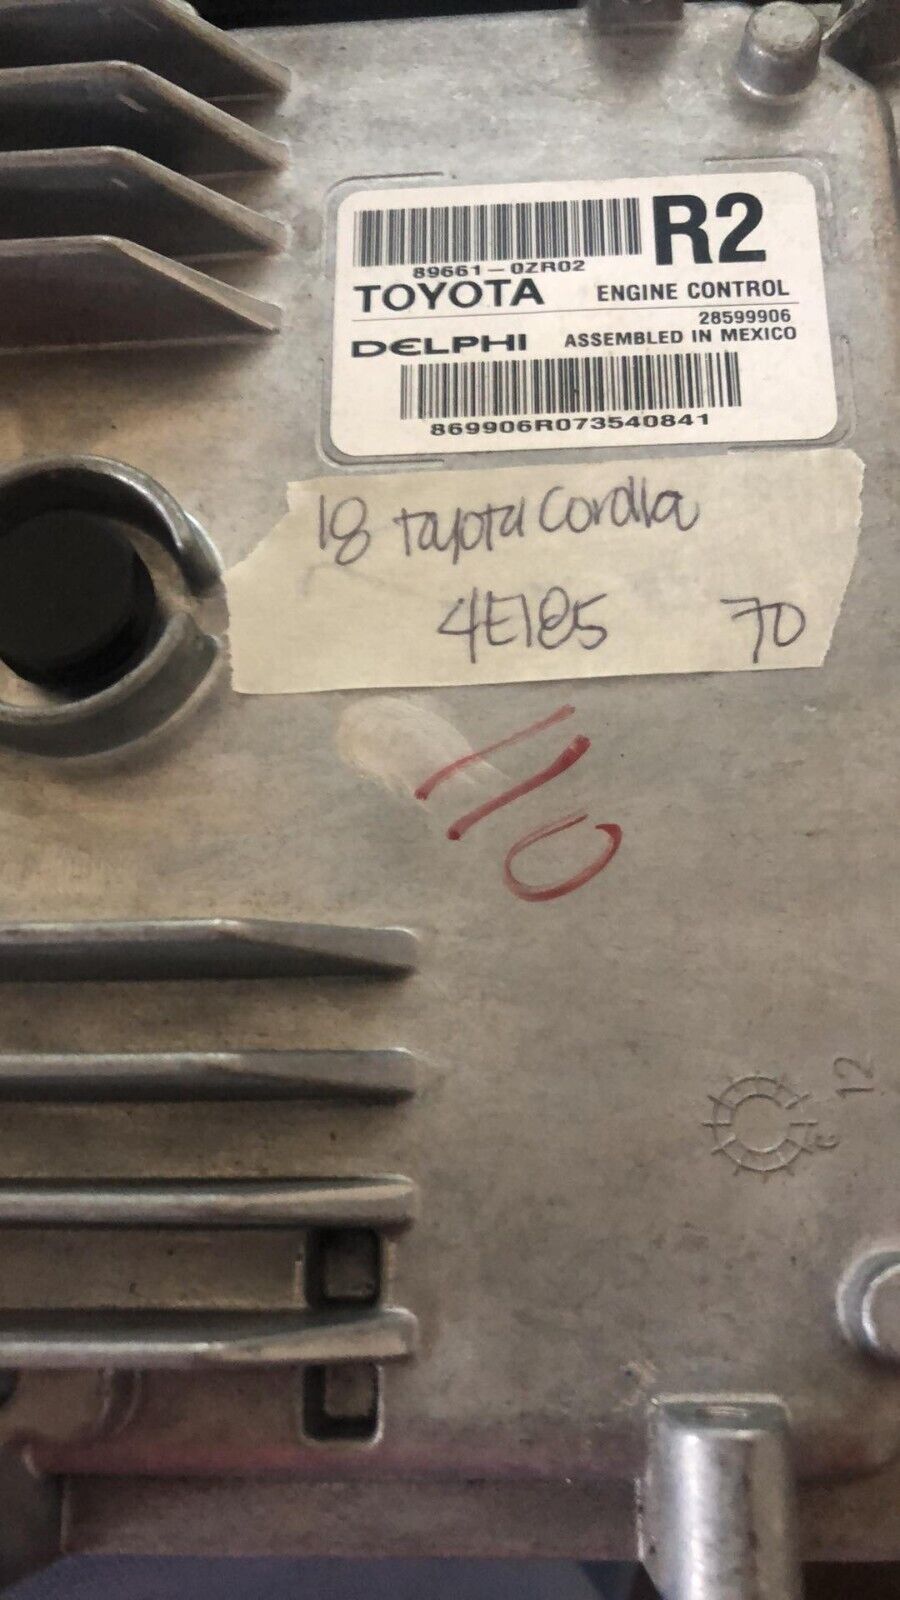 R2
89661-0ZR02
TOYOTA ENGINE CONTROL
28599906
DELPHI ASSEMBLED IN MEXICO
869906R073540841
18 Toyota Corolla
4E185 70
110
12